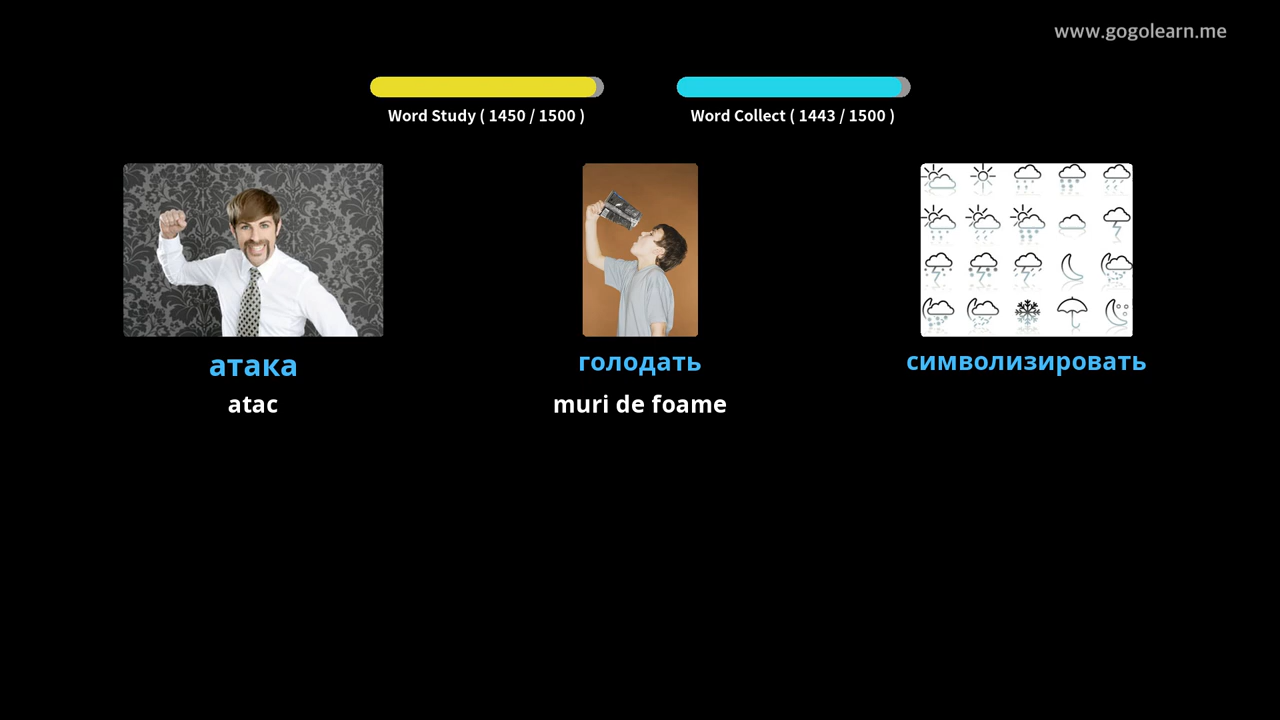 www.gogolearn.me
Word Study ( 1450 / 1500 )
Word Collect ( 1443 / 1500 )
атака
голодать
символизировать
atac
muri de foame